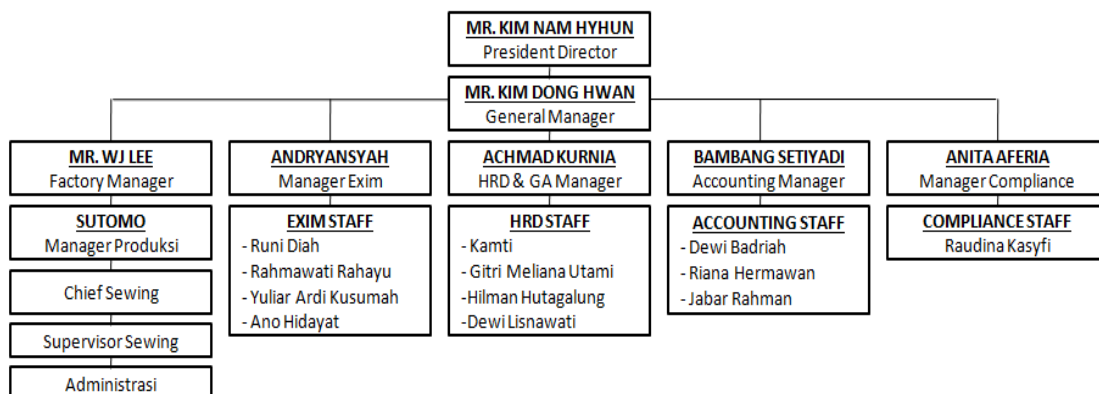 MR. KIM NAM HYHUN
President Director
MR. KIM DONG HWAN
General Manager
MR. WJ LEE
Factory Manager
SUTOMO
Manager Produksi
Chief Sewing
Supervisor Sewing
Administrasi
ANDRYANSYAH
Manager Exim
EXIM STAFF
- Runi Diah
- Rahmawati Rahayu
- Yuliar Ardi Kusumah
- Ano Hidayat
ACHMAD KURNIA
HRD & GA Manager
HRD STAFF
- Kamti
- Gitri Meliana Utami
-Hilman Hutagalung
-Dewi Lisnawati
BAMBANG SETIYADI
Accounting Manager
ACCOUNTING STAFF
- Dewi Badriah
- Riana Hermawan
- Jabar Rahman
ANITA AFERIA
Manager Compliance
COMPLIANCE STAFF
Raudina Kasyfi